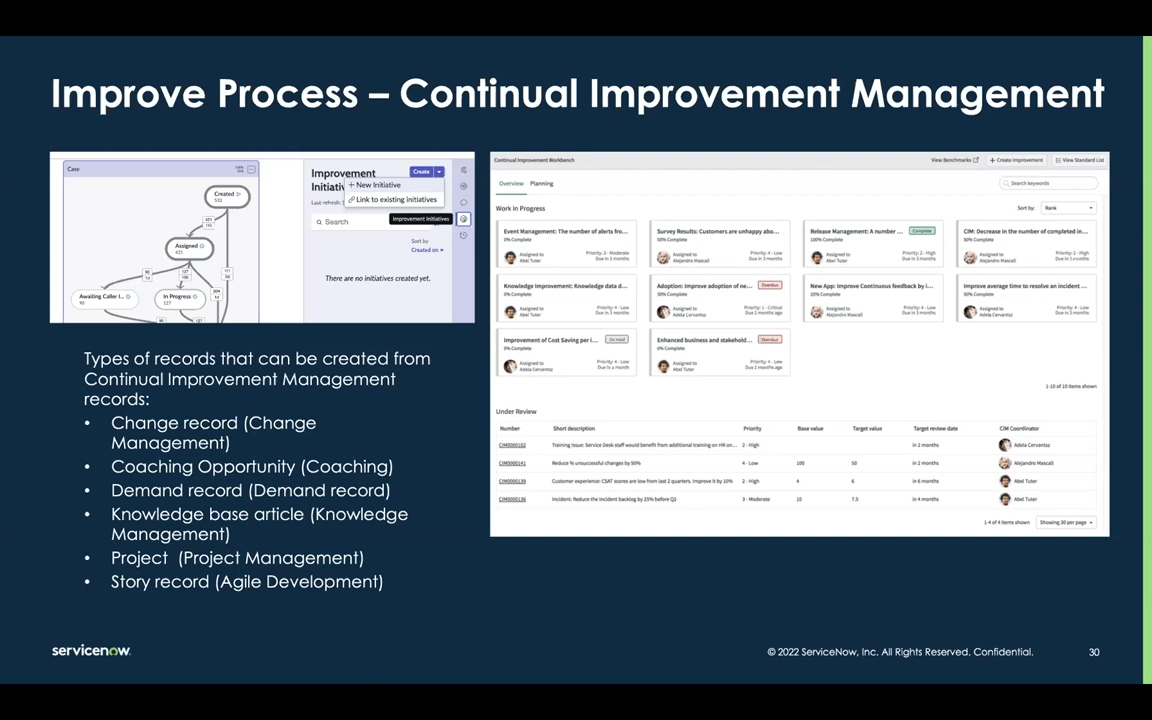 Improve Process – Continual Improvement Management
Case
Created
532
Assigned
421
Awaiting Caller I...
90
In Progress
127
Improvement
Initiativ
Create
+ New Initiative
Link to existing initiatives
Last refresh:
Search
Improvement Initiatives
Sort by
Created on
There are no initiatives created yet.
Types of records that can be created from
Continual Improvement Management
records:
• Change record (Change
Management)
• Coaching Opportunity (Coaching)
• Demand record (Demand record)
• Knowledge base article (Knowledge
Management)
• Project (Project Management)
• Story record (Agile Development)
Continual Improvement Workbench
View Benchmarks
+ Create Improvement
View Standard List
Overview Planning
Search keywords
Work in Progress
Sort by: Rank
Event Management: The number of alerts fro...
0% Complete
Assigned to
Abel Tuter
Priority: 3 - Moderate
Due in 3 months
Survey Results: Customers are unhappy abo...
50% Complete
Assigned to
Alejandro Mascall
Priority: 4 - Low
Due in 3 months
Release Management: A number ... Complete
100% Complete
Assigned to
Abel Tuter
Priority: 2 - High
Due in 3 months
CIM: Decrease in the number of completed in...
50% Complete
Assigned to
Alejandro Mascall
Priority: 2 - High
Due in 3 months
Knowledge Improvement: Knowledge data d...
0% Complete
Assigned to
Abel Tuter
Priority: 4 - Low
Due in 3 months
Adoption: Improve adoption of ne... Overdue
50% Complete
Assigned to
Adela Cervantsz
Priority: 1 - Critical
Due 2 months ago
New App: Improve Continuous feedback by i...
25% Complete
Assigned to
Alejandro Mascall
Priority: 4 - Low
Due in 3 months
Improve average time to resolve an incident ...
50% Complete
Assigned to
Adela Cervantsz
Priority: 4 - Low
Due in 3 months
Improvement of Cost Saving per i... On hold
0% Complete
Assigned to
Adela Cervantsz
Priority: 4 - Low
Due in a month
Enhanced business and stakehold... Overdue
0% Complete
Assigned to
Abel Tuter
Priority: 4 - Low
Due 2 months ago
1-10 of 10 items shown
Under Review
Number Short description Priority Base value Target value Target review date CIM Coordinator
CIM0000102 Training Issue: Service Desk staff would benefit from additional training on HR on... 2 - High in 2 months Adela Cervantsz
CIM0000141 Reduce % unsuccessful changes by 50% 4 - Low 100 50 in 2 months Alejandro Mascall
CIM0000139 Customer experience: CSAT scores are low from last 2 quarters. Improve it by 10% 2 - High 4 6 in 6 months Abel Tuter
CIM0000136 Incident: Reduce the incident backlog by 25% before Q2 3 - Moderate 10 7.5 in 4 months Abel Tuter
1-4 of 4 items shown Showing 30 per page
servicenow
© 2022 ServiceNow, Inc. All Rights Reserved. Confidential.
30